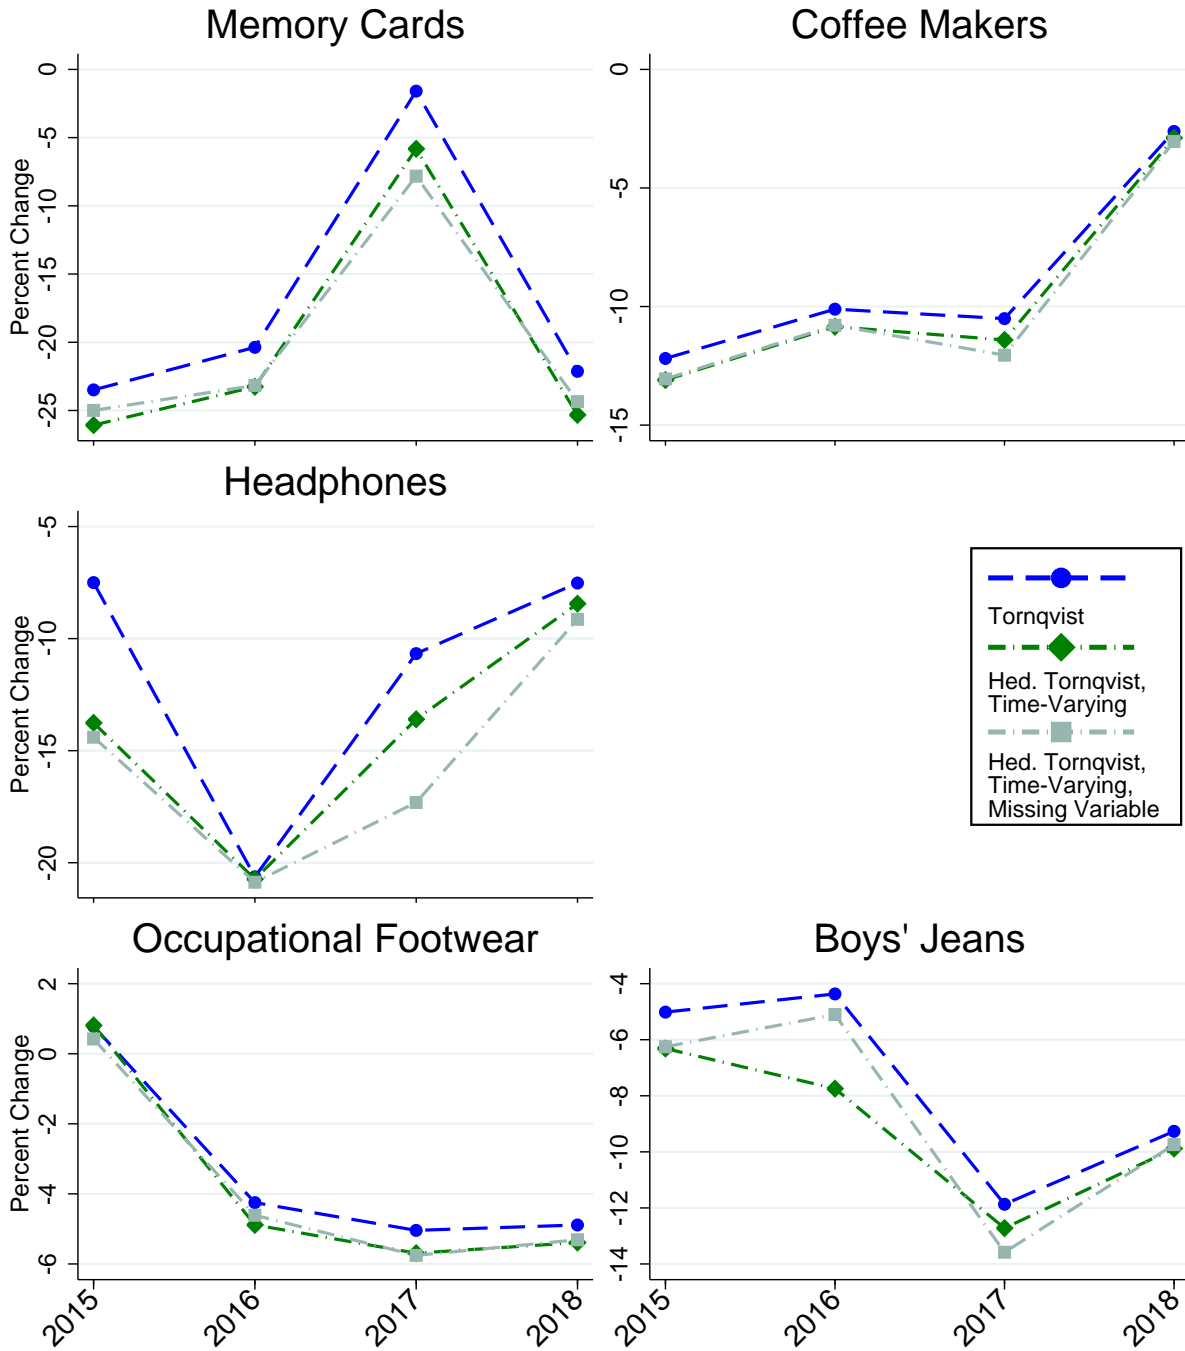 Memory Cards
Percent Change
0
-5
-10
-15
-20
-25
Coffee Makers
0
-5
-10
-15
Headphones
Percent Change
-5
-10
-15
-20
Tornqvist
Hed. Tornqvist,
Time-Varying
Hed. Tornqvist,
Time-Varying,
Missing Variable
Occupational Footwear
Percent Change
2
0
-2
-4
-6
2015
2016
2017
2018
Boys' Jeans
-4
-6
-8
-10
-12
-14
2015
2016
2017
2018